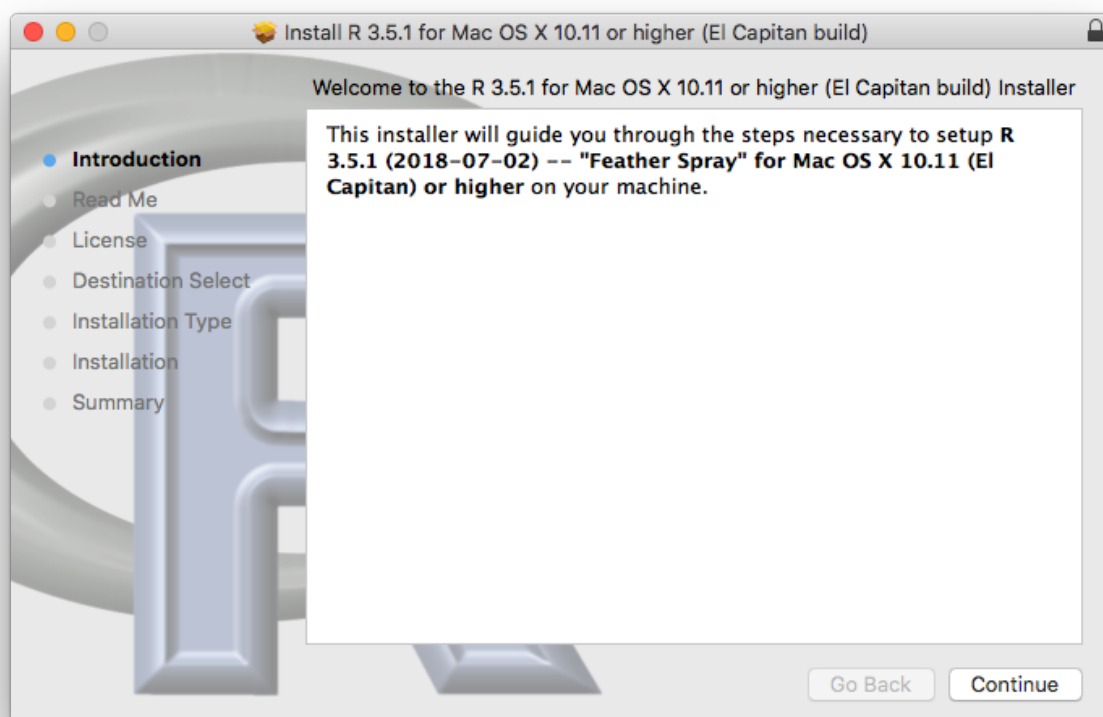 Install R 3.5.1 for Mac OS X 10.11 or higher (El Capitan build)
Welcome to the R 3.5.1 for Mac OS X 10.11 or higher (El Capitan build) Installer
Introduction
Read Me
License
Destination Select
Installation Type
Installation
Summary
This installer will guide you through the steps necessary to setup R
3.5.1 (2018-07-02) -- "Feather Spray" for Mac OS X 10.11 (El
Capitan) or higher on your machine.
Go Back
Continue